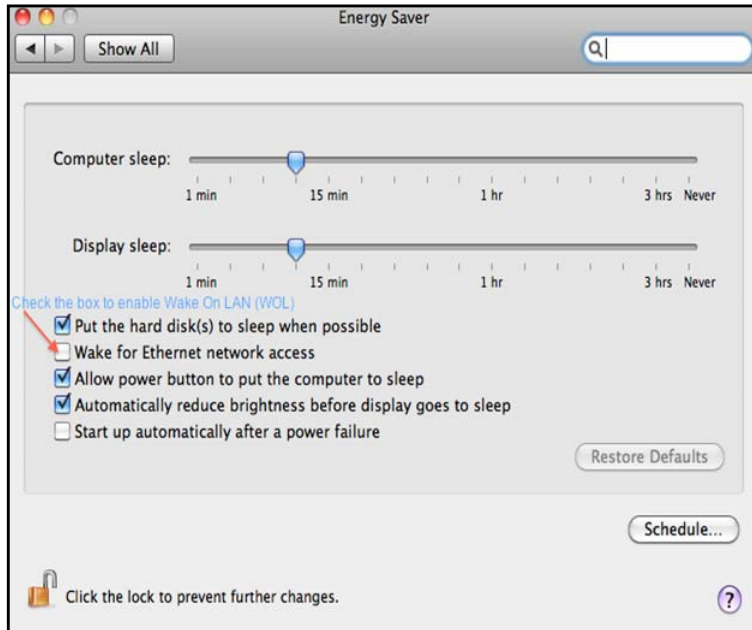 Energy Saver
Show All
Computer sleep:
1 min 15 min 1 hr 3 hrs Never
Display sleep:
1 min 15 min 1 hr 3 hrs Never
Check the box to enable Wake On LAN (WOL)
Put the hard disk(s) to sleep when possible
Wake for Ethernet network access
Allow power button to put the computer to sleep
Automatically reduce brightness before display goes to sleep
Start up automatically after a power failure
Restore Defaults
Schedule...
Click the lock to prevent further changes.
?